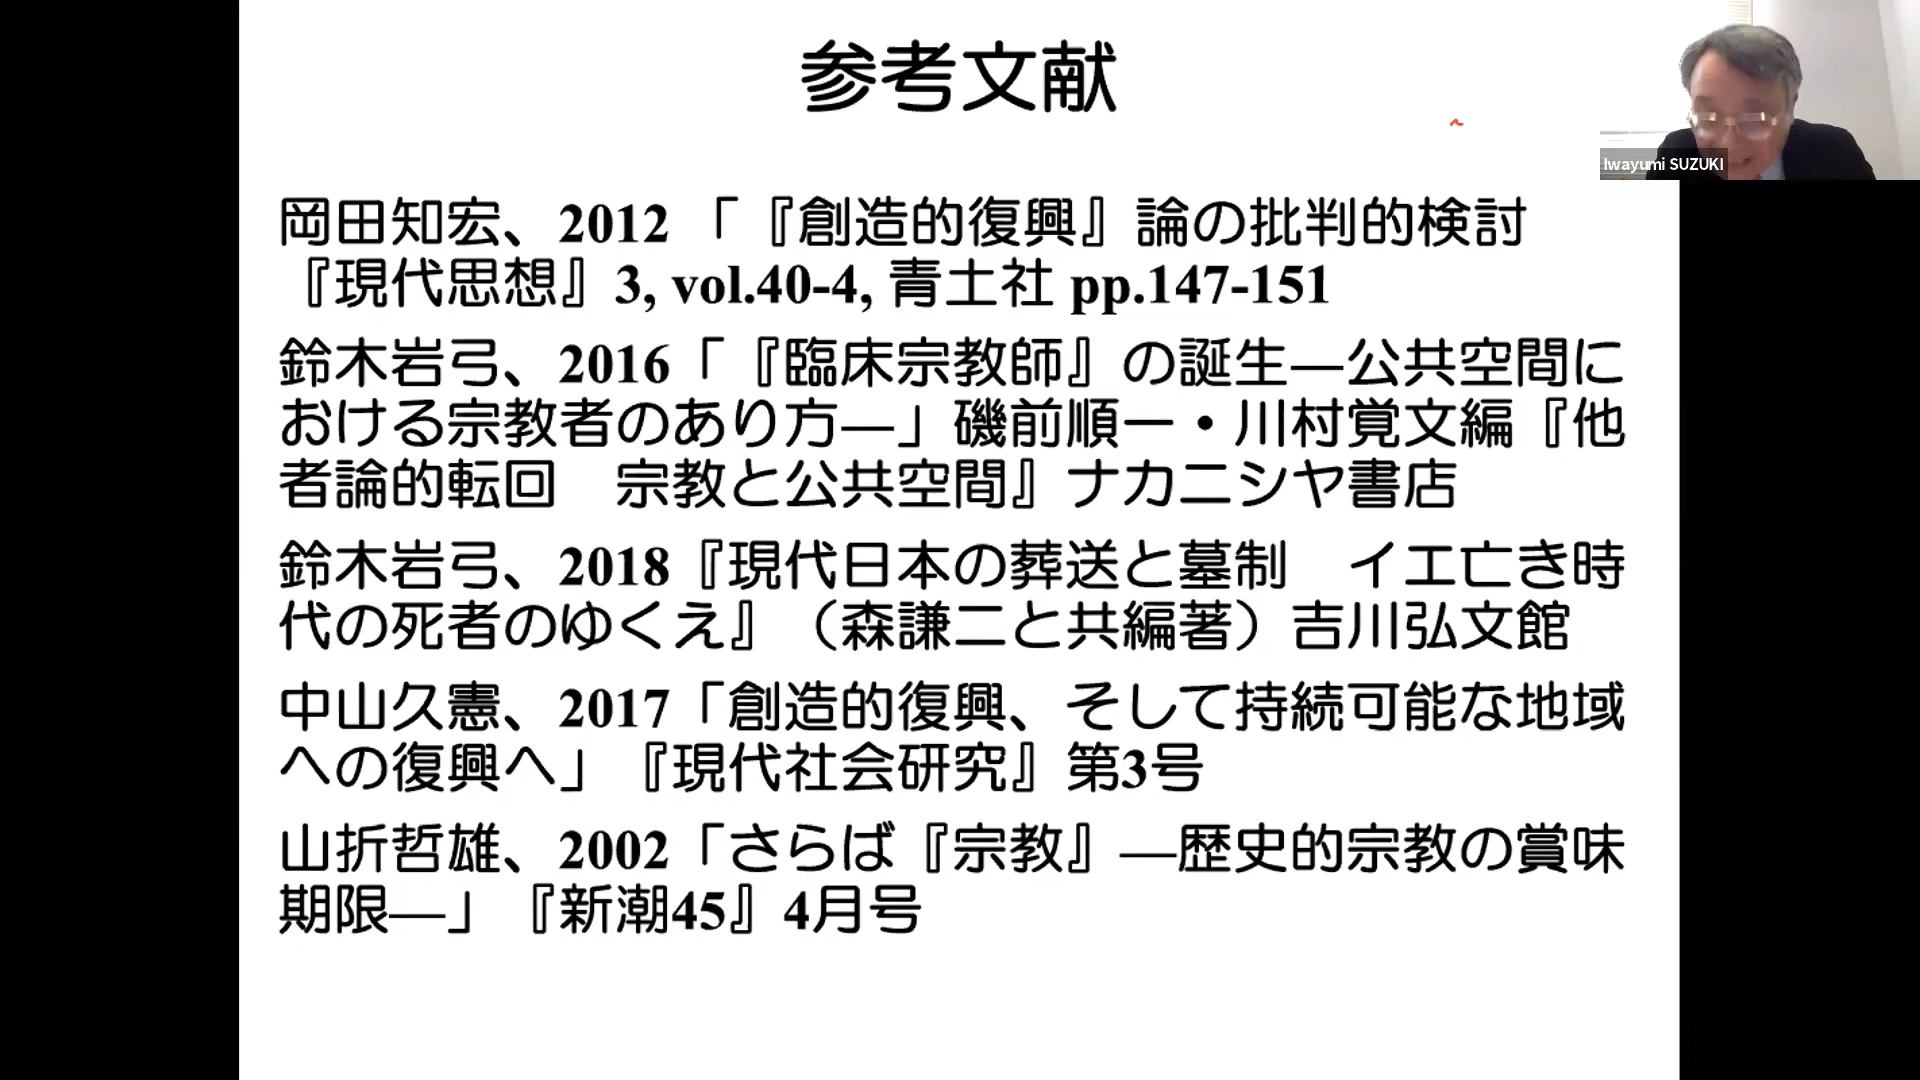 参考文献
Iwayumi SUZUKI
岡田知宏、2012 「『創造的復興』論の批判的検討
『現代思想』3, vol.40-4, 青土社 pp.147-151
鈴木岩弓、2016「『臨床宗教師』の誕生―公共空間に
おける宗教者のあり方―」磯前順一・川村覚文編『他
者論的転回　宗教と公共空間』ナカニシヤ書店
鈴木岩弓、2018『現代日本の葬送と墓制　イエ亡き時
代の死者のゆくえ』（森謙二と共編著）吉川弘文館
中山久憲、2017「創造的復興、そして持続可能な地域
への復興へ」『現代社会研究』第3号
山折哲雄、2002「さらば『宗教』―歴史的宗教の賞味
期限―」『新潮45』4月号